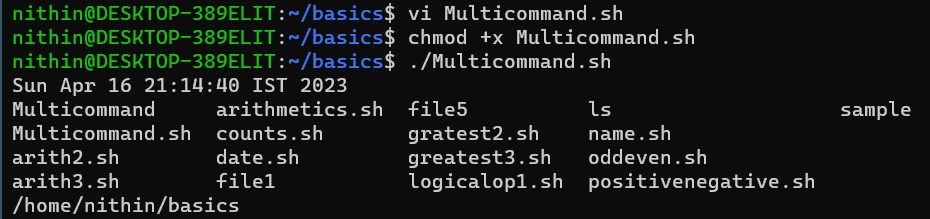 nithin@DESKTOP-389ELIT:~/basics$ vi Multicommand.sh
nithin@DESKTOP-389ELIT:~/basics$ chmod +x Multicommand.sh
nithin@DESKTOP-389ELIT:~/basics$ ./Multicommand.sh
Sun Apr 16 21:14:40 IST 2023
Multicommand     arithmetics.sh  file5          ls                   sample
Multicommand.sh  counts.sh       gratest2.sh    name.sh
arith2.sh        date.sh         greatest3.sh   oddeven.sh
arith3.sh        file1           logicalop1.sh  positivenegative.sh
/home/nithin/basics